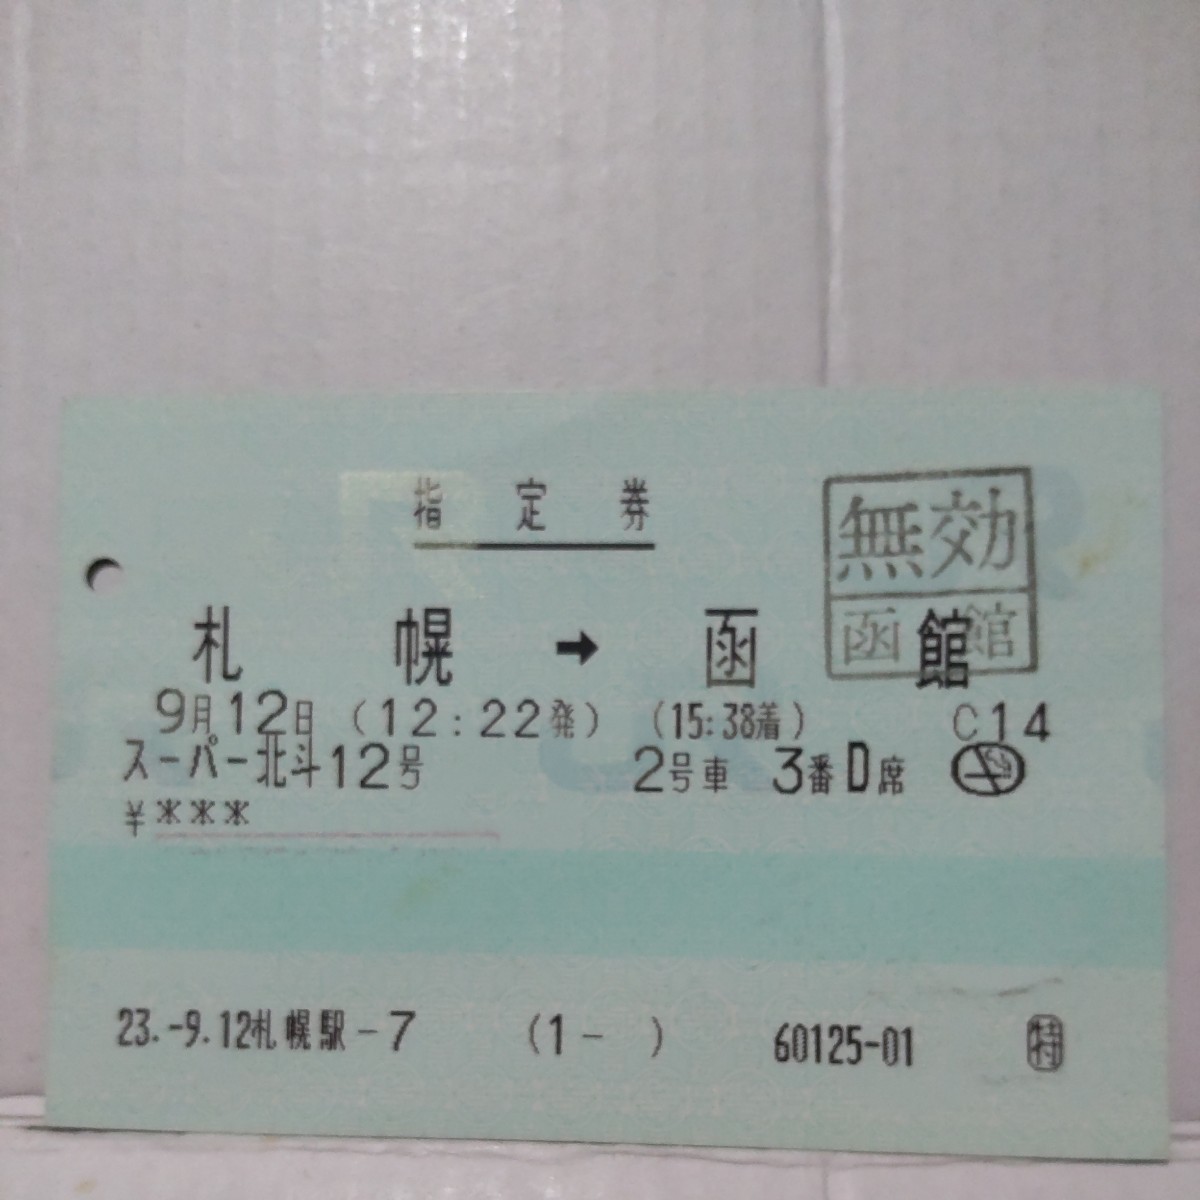 指定券
無効
函館
札幌→函館
9月12日（12：22発）（15：38着）C14
スーパー北斗12号 2号車 3番D席
¥***
23.-9.12札幌駅-7 (1- ) 60125-01 特